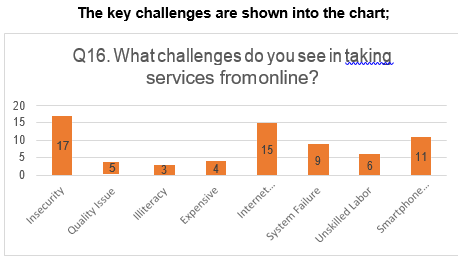 The key challenges are shown into the chart;
Q16. What challenges do you see in taking
services fromonline?
20
15
10
5
0
17
5
3
4
15
9
6
11
Insecurity
Quality Issue
Illiteracy
Expensive
Internet...
System Failure
Unskilled Labor
Smartphone...